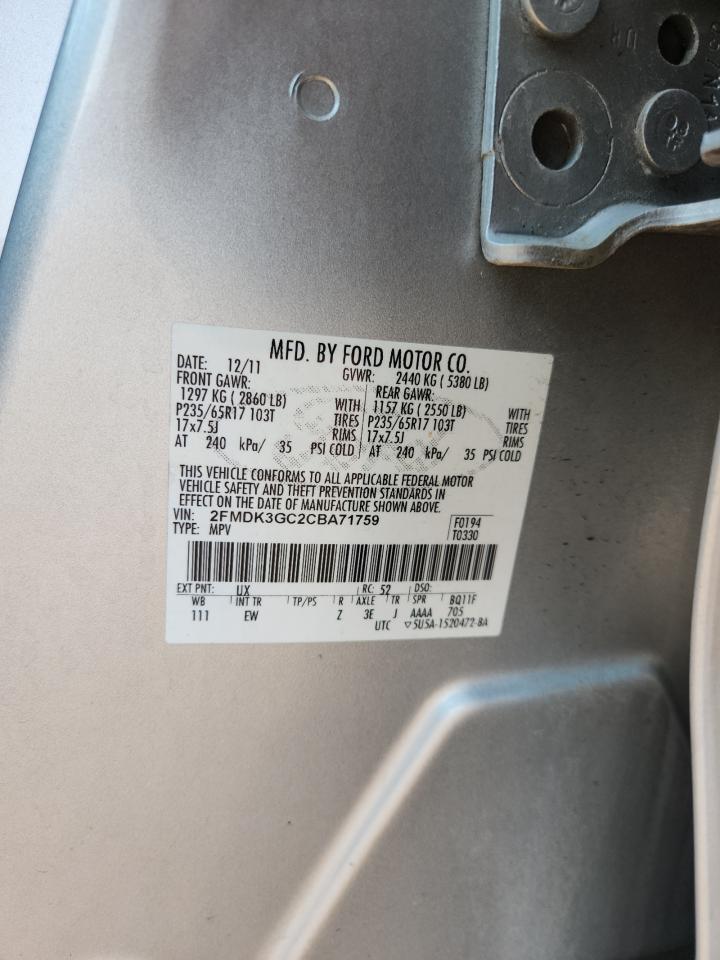 UR
MFD. BY FORD MOTOR CO.
DATE: 12/11
GVWR: 2440 KG ( 5380 LB)
FRONT GAWR:
1297 KG ( 2860 LB)
P235/65R17 103T
17x7.5J
WITH
TIRES
RIMS
AT 240 kPa/ 35 PSI COLD
REAR GAWR:
1157 KG ( 2550 LB)
P235/65R17 103T
17x7.5J
WITH
TIRES
RIMS
AT 240 kPa/ 35 PSI COLD
THIS VEHICLE CONFORMS TO ALL APPLICABLE FEDERAL MOTOR
VEHICLE SAFETY AND THEFT PREVENTION STANDARDS IN
EFFECT ON THE DATE OF MANUFACTURE SHOWN ABOVE.
VIN: 2FMDK3GC2CBA71759
TYPE: MPV
F0194
T0330
EXT PNT: UX RC: 52 DSO:
WB INT TR TP/PS R AXLE TR SPR BQ11F
111 EW Z 3E J AAAA 705
UTC ▽5U5A-1520472-BA